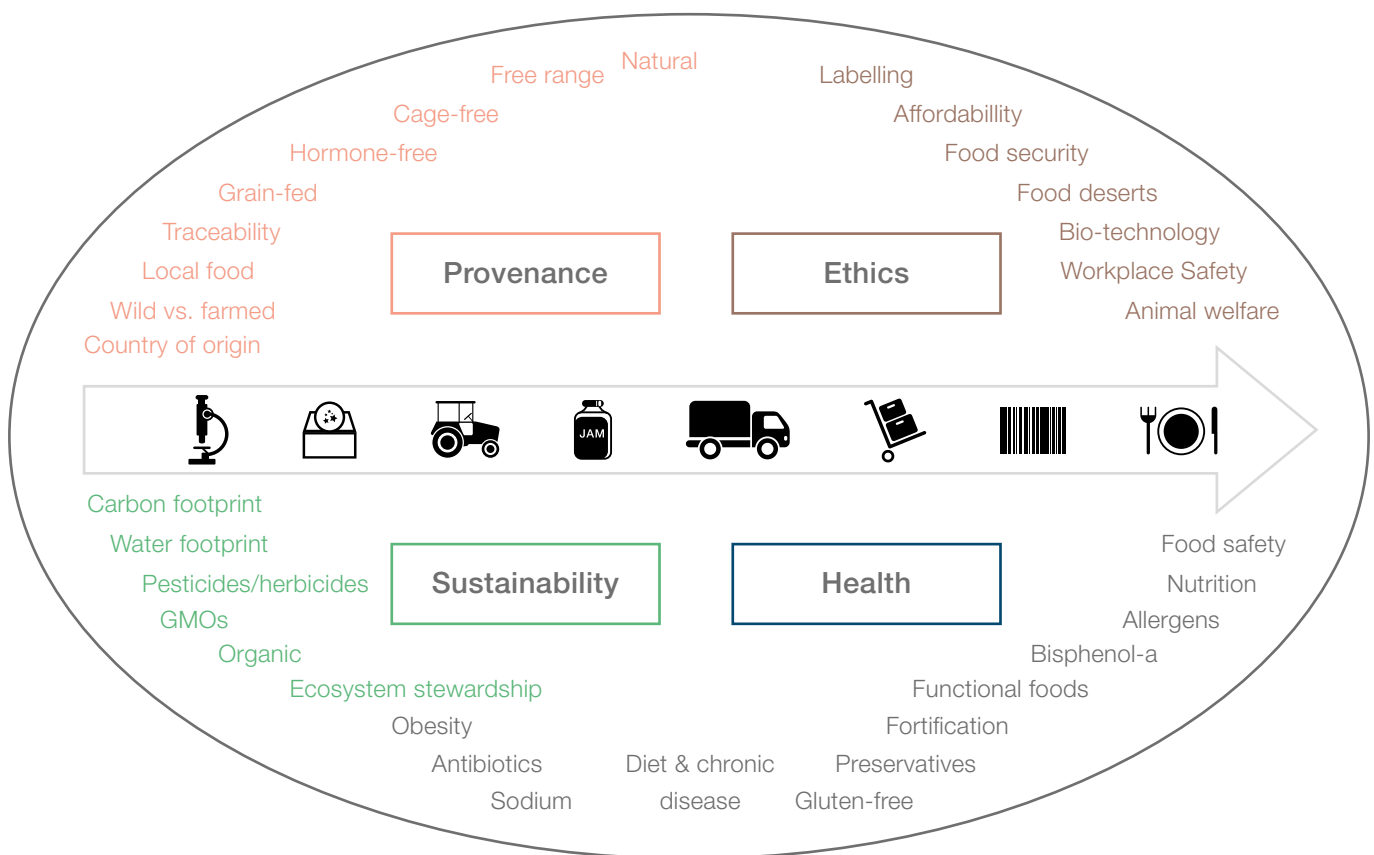 Natural
Free range
Cage-free
Hormone-free
Grain-fed
Traceability
Local food
Wild vs. farmed
Country of origin
Provenance
Labelling
Affordabillity
Food security
Food deserts
Bio-technology
Workplace Safety
Animal welfare
Ethics
JAM
Carbon footprint
Water footprint
Pesticides/herbicides
GMOs
Organic
Ecosystem stewardship
Sustainability
Health
Food safety
Nutrition
Allergens
Bisphenol-a
Functional foods
Fortification
Preservatives
Gluten-free
Diet & chronic
disease
Obesity
Antibiotics
Sodium